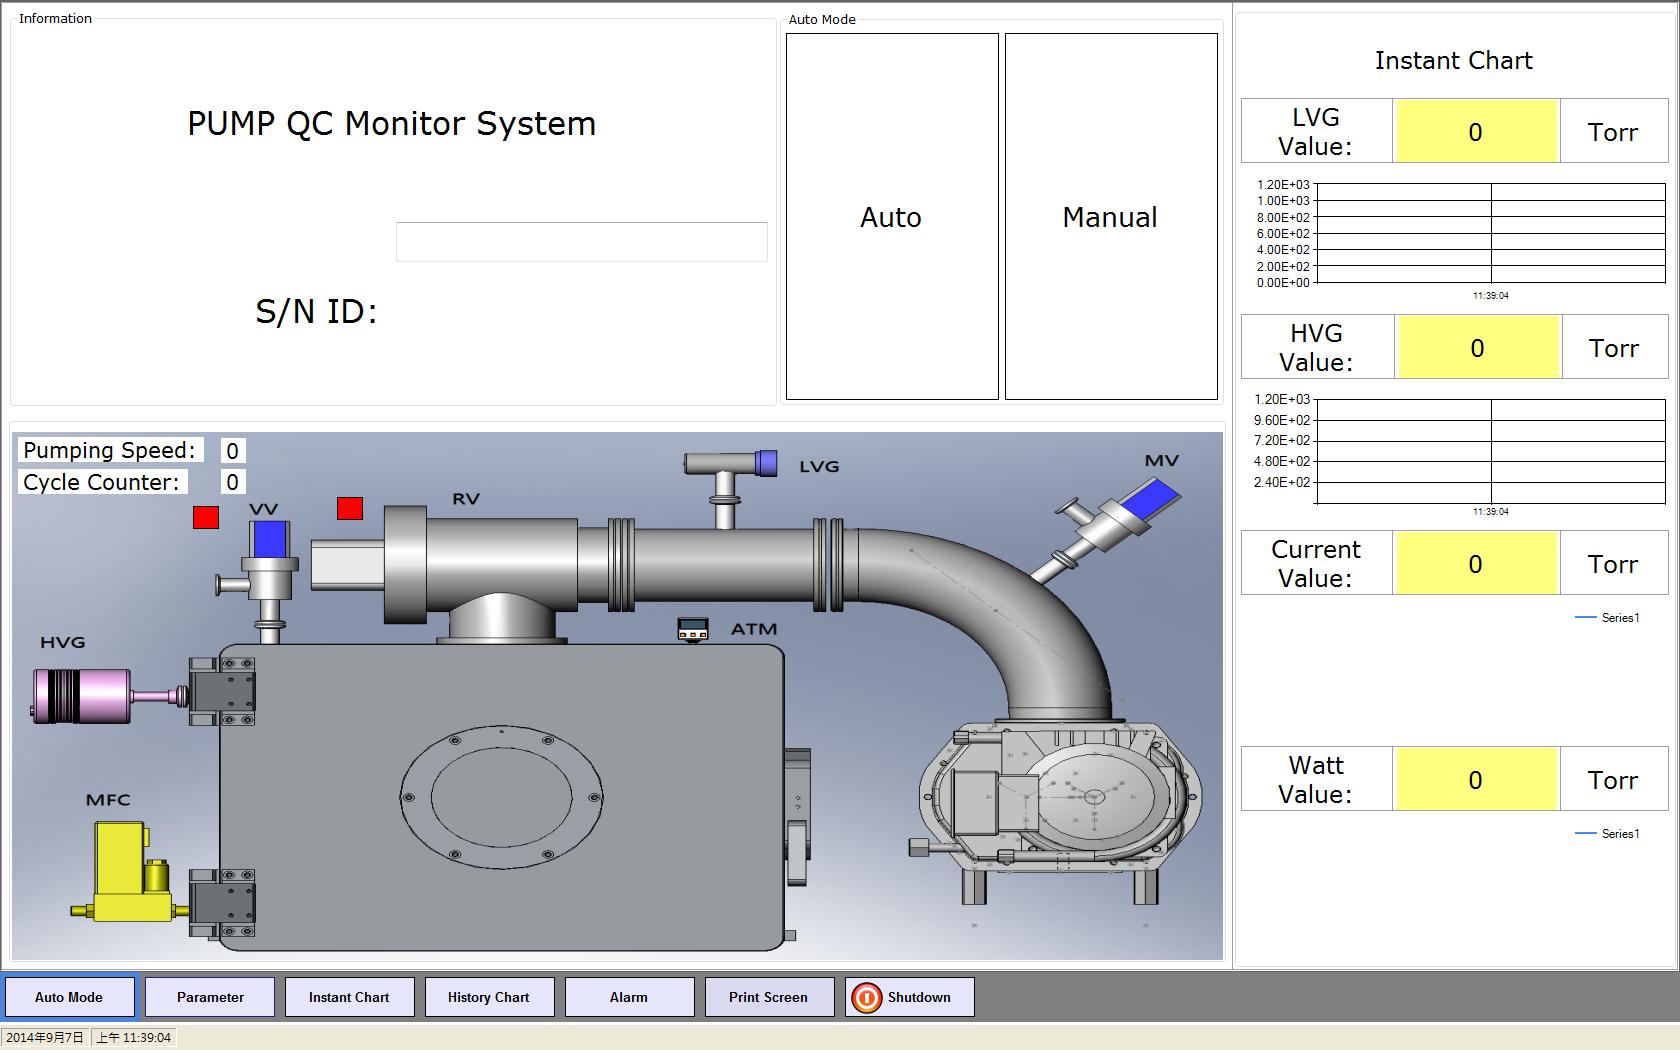 Information
PUMP QC Monitor System
S/N ID:
Auto Mode
Auto
Manual
Instant Chart
LVG
Value:
0
Torr
1.20E+03
1.00E+03
8.00E+02
6.00E+02
4.00E+02
2.00E+02
0.00E+00
11:39:04
HVG
Value:
0
Torr
1.20E+03
9.60E+02
7.20E+02
4.80E+02
2.40E+02
11:39:04
Current
Value:
0
Torr
Series1
Watt
Value:
0
Torr
Series1
Pumping Speed: 0
Cycle Counter: 0
VV
RV
LVG
MV
HVG
ATM
MFC
Auto Mode
Parameter
Instant Chart
History Chart
Alarm
Print Screen
Shutdown
2014年9月7日 上午 11:39:04